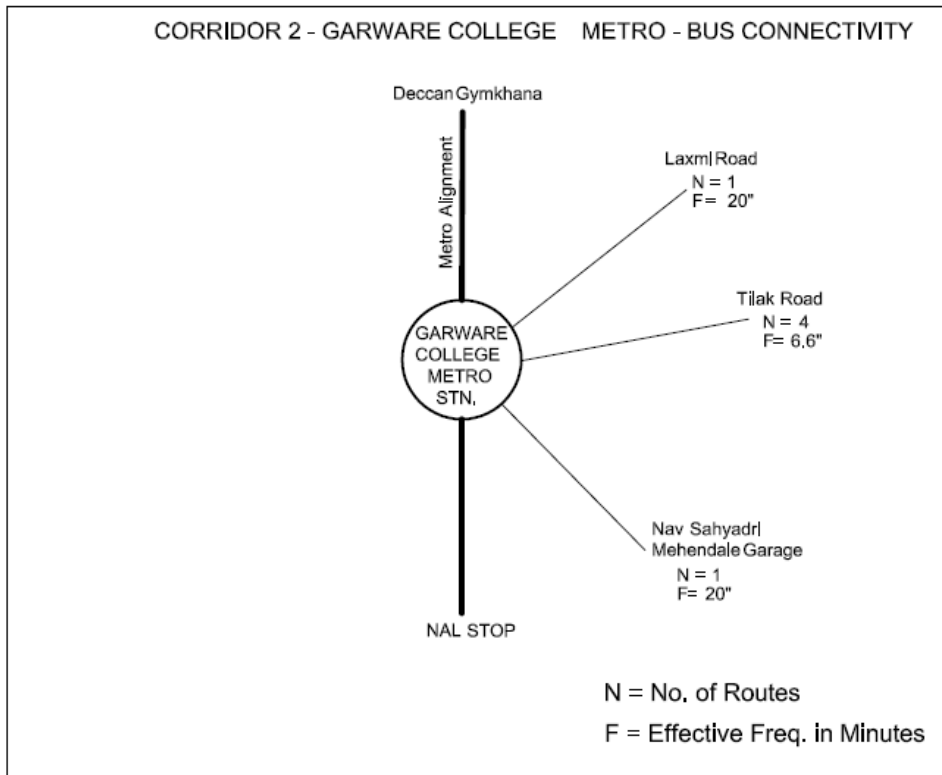 CORRIDOR 2 - GARWARE COLLEGE METRO - BUS CONNECTIVITY
Deccan Gymkhana
Metro Alignment
Laxmi Road
N = 1
F= 20"
Tilak Road
N = 4
F= 6.6"
GARWARE
COLLEGE
METRO
STN.
Nav Sahyadri
Mehendale Garage
N = 1
F= 20"
NAL STOP
N = No. of Routes
F = Effective Freq. in Minutes